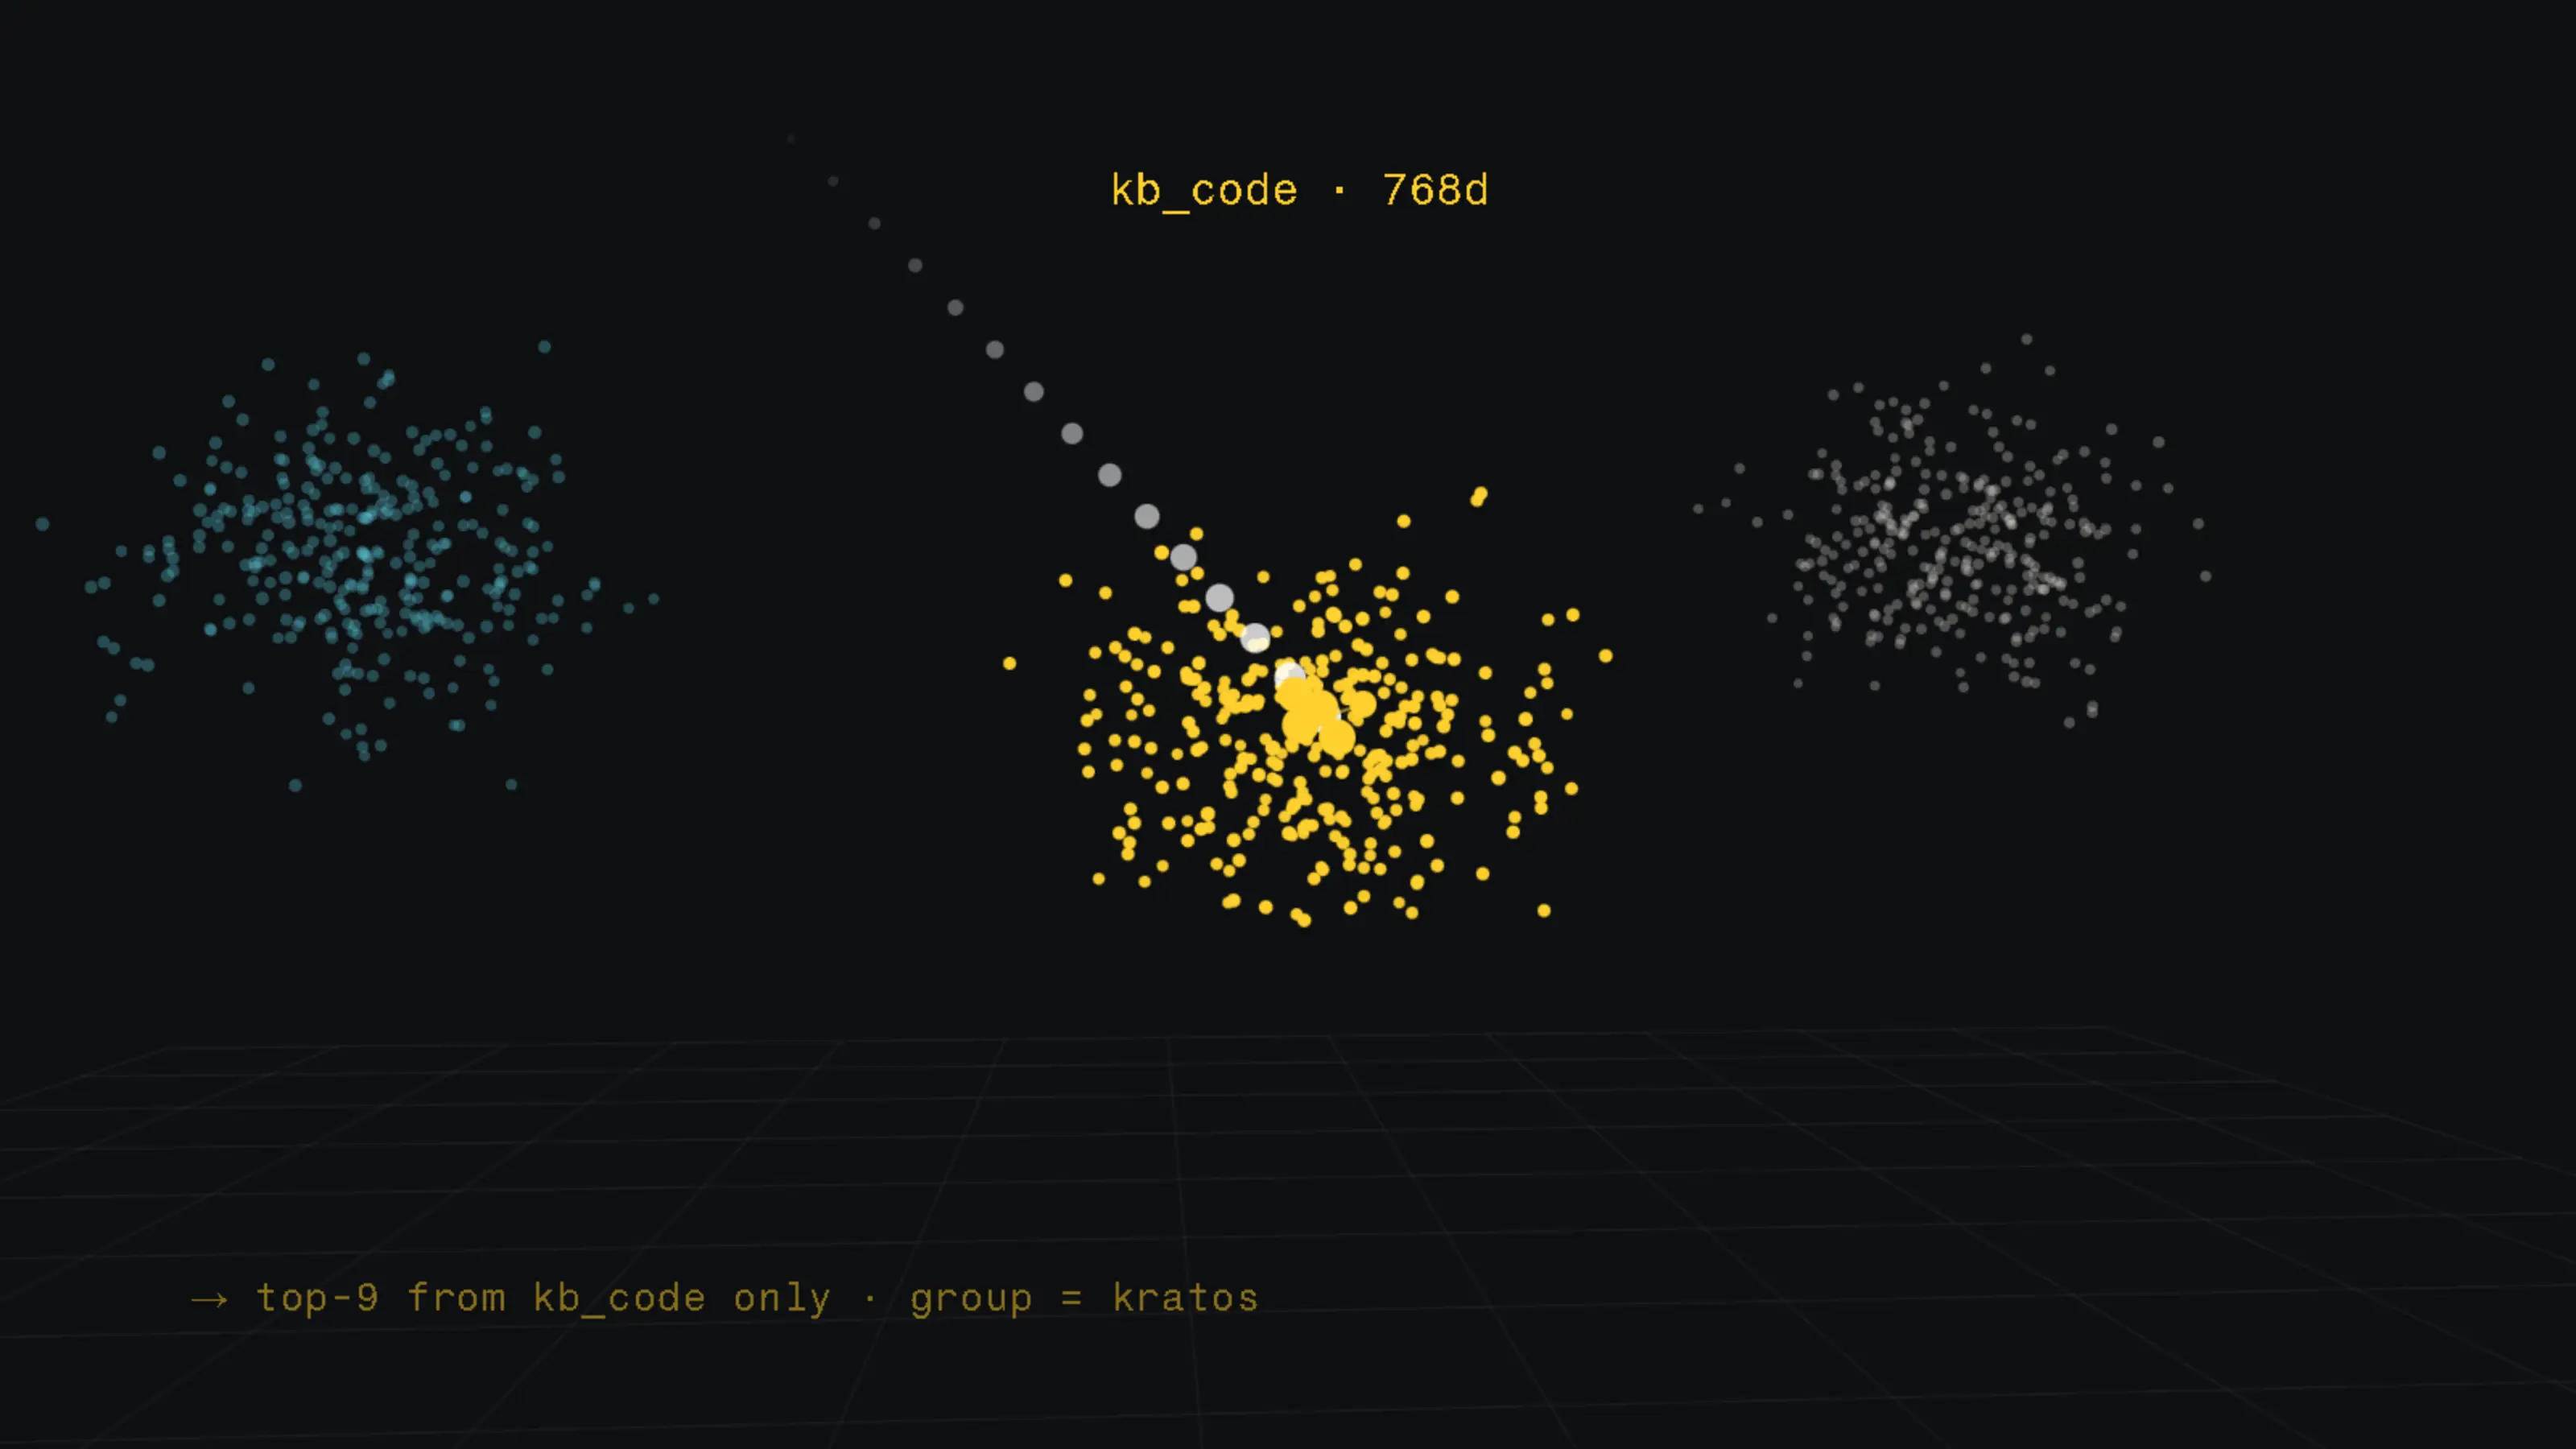 kb_code · 768d
→ top-9 from kb_code only · group = kratos